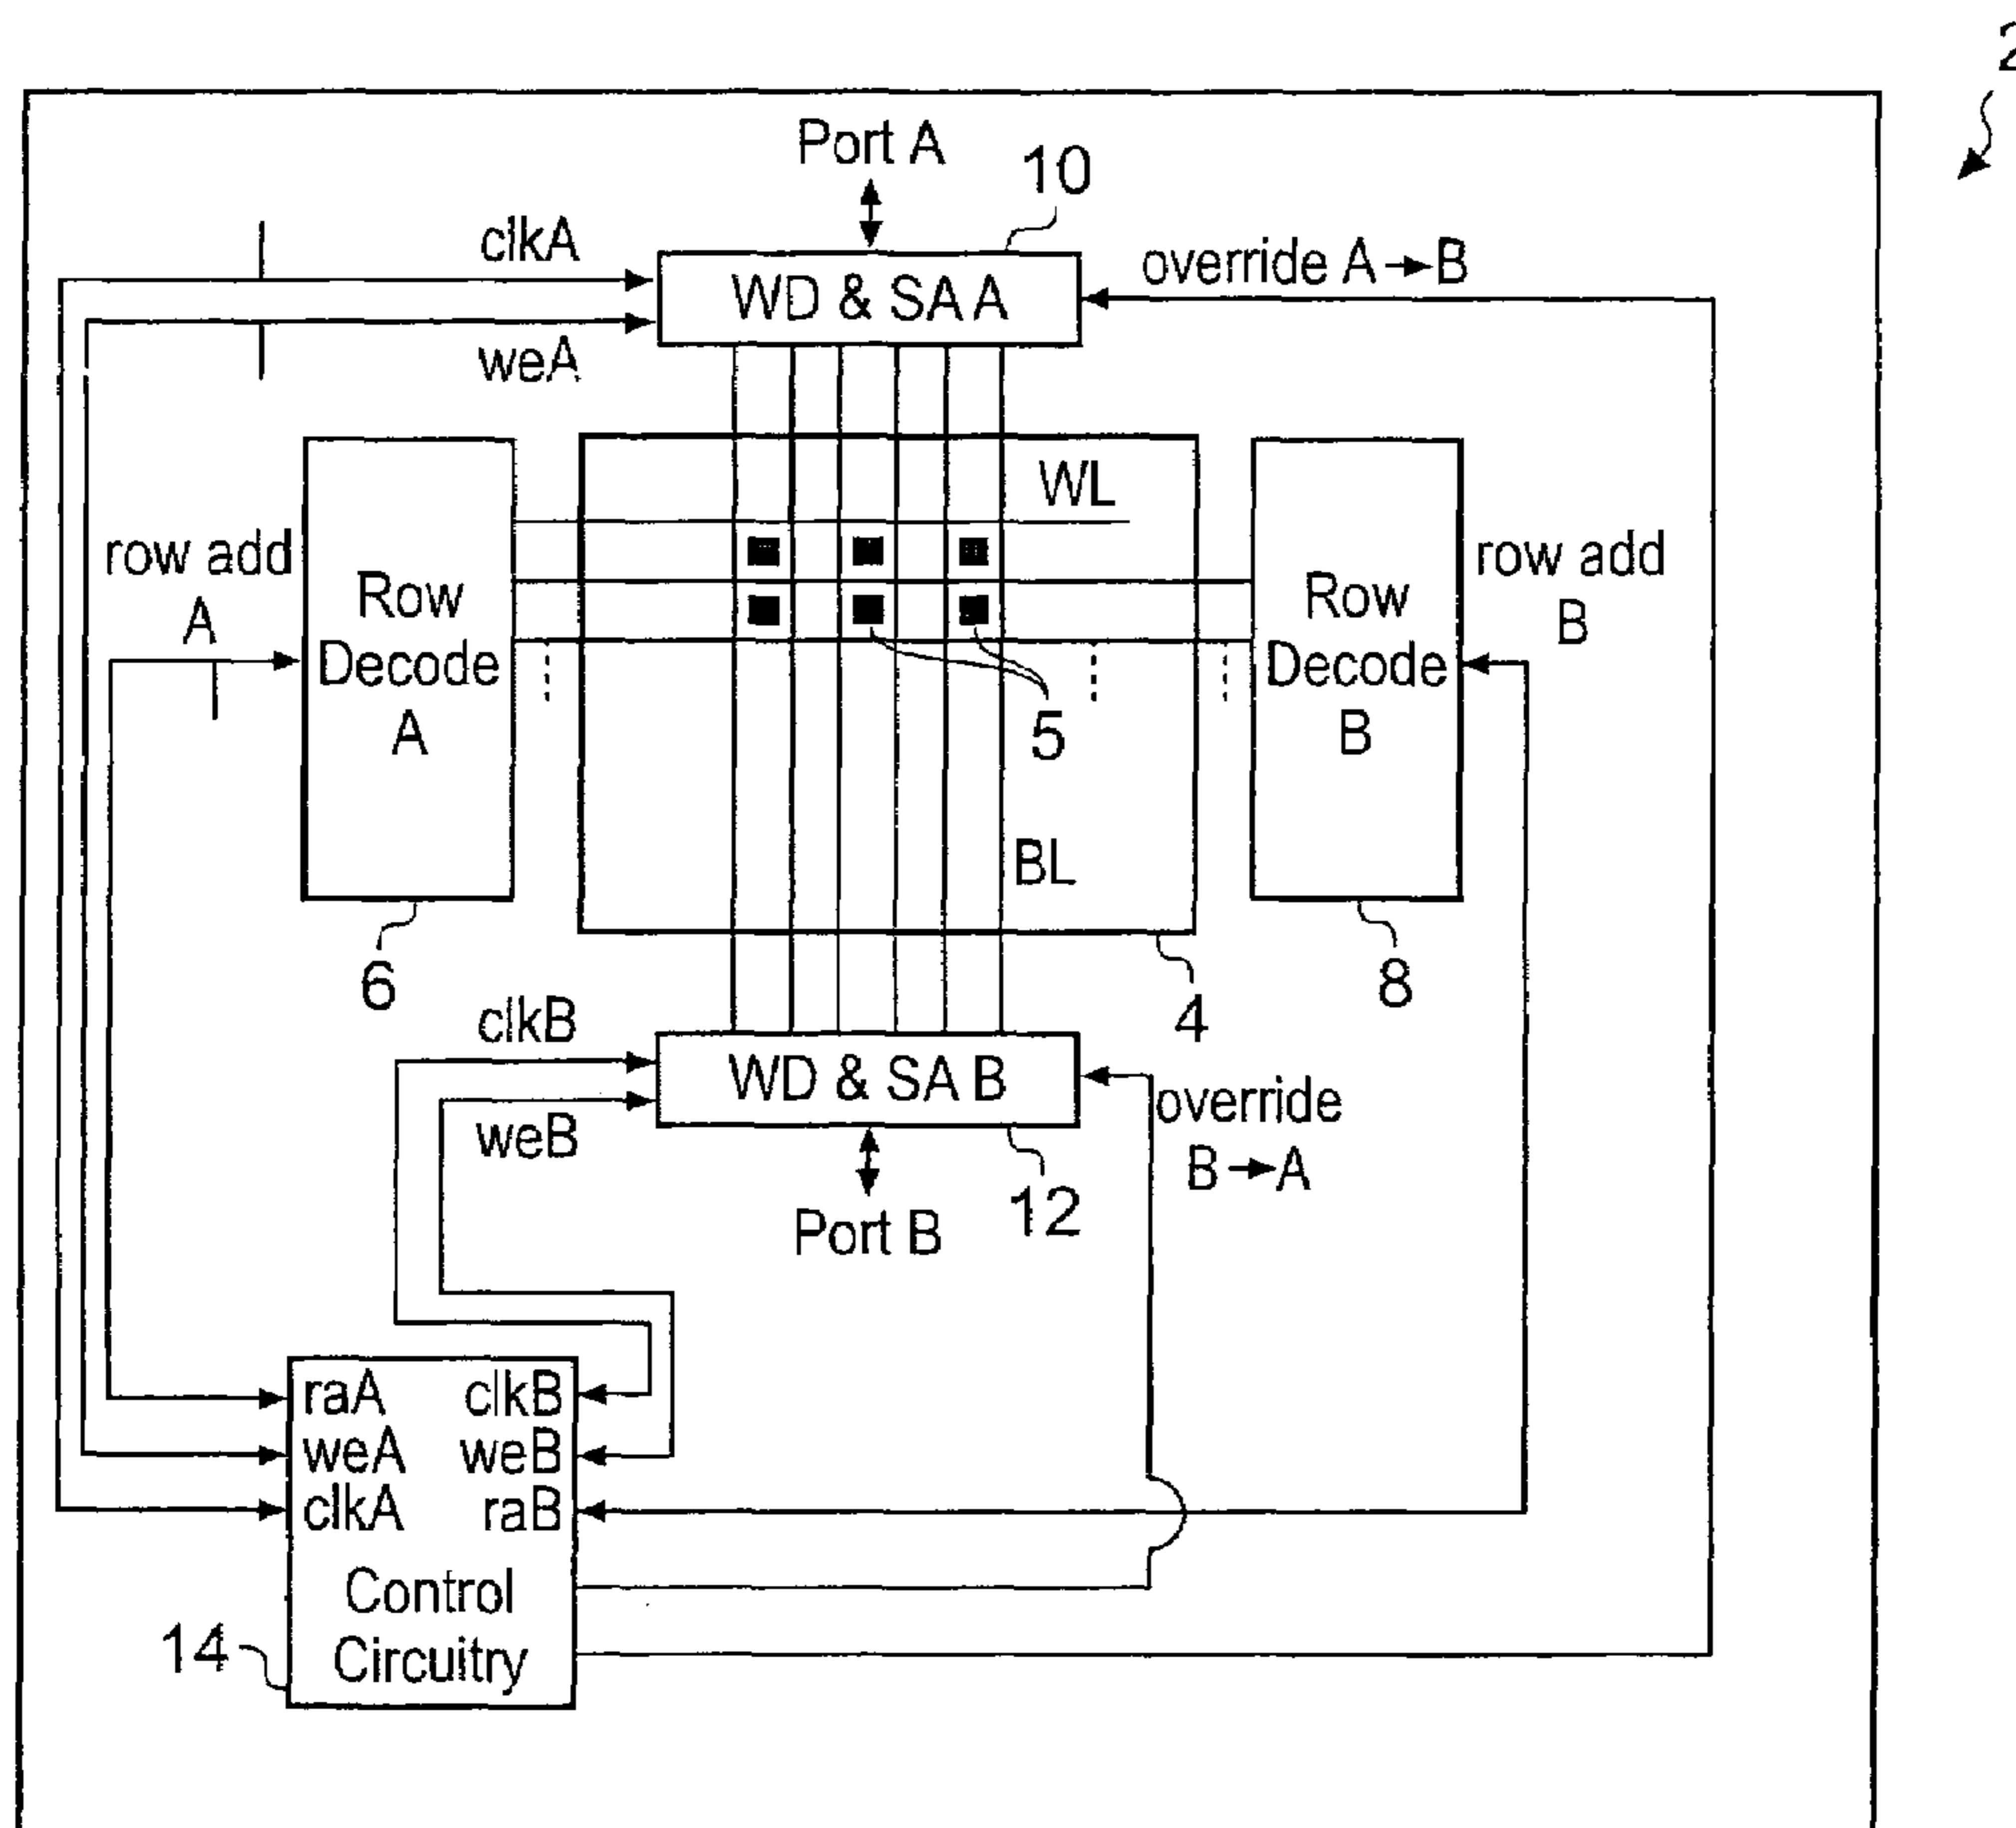 2
Port A
10
clkA
override A→B
WD & SA A
weA
WL
row add
A
Row
Decode
A
Row
Decode
B
row add
B
5
BL
6
8
4
clkB
WD & SA B
weB
override
B→A
12
Port B
raA clkB
weA weB
clkA raB
Control
Circuitry
14